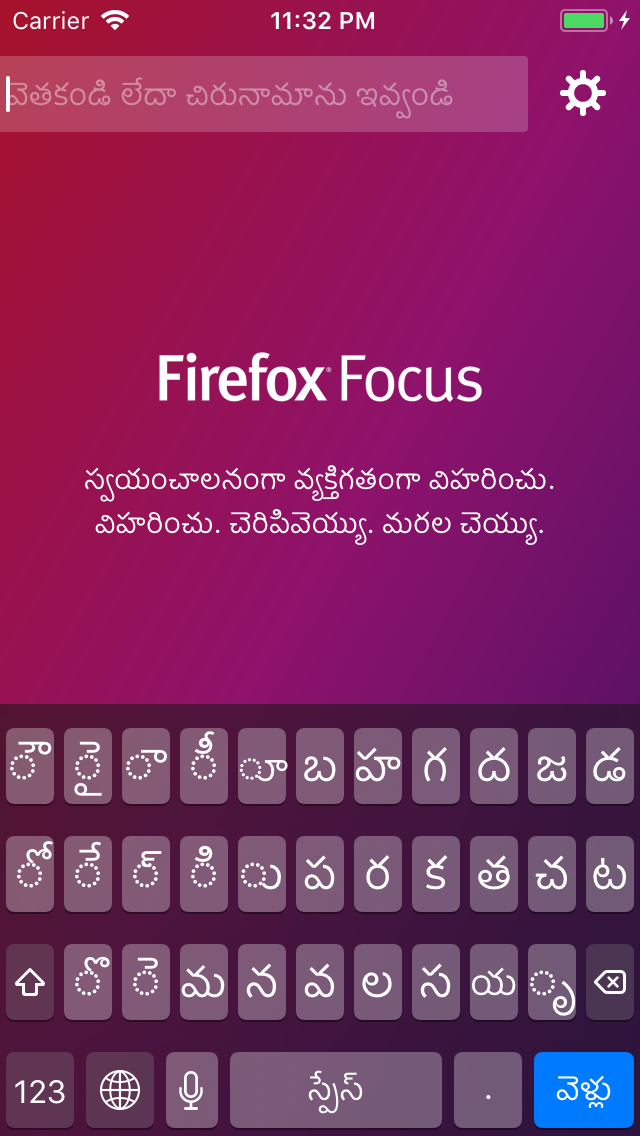 Carrier 11:32 PM
వెతకండి లేదా చిరునామాను ఇవ్వండి
Firefox® Focus
స్వయంచాలనంగా వ్యక్తిగతంగా విహరించు.
విహరించు. చెరిపివెయ్యు. మరల చెయ్యు.
ౌ ై ా ీ ూ బ హ గ ద జ డ
ో ే ్ ి ు ప ర క త చ ట
ొ ె మ న వ ల స య ృ
123 స్పేస్ . వెళ్లు